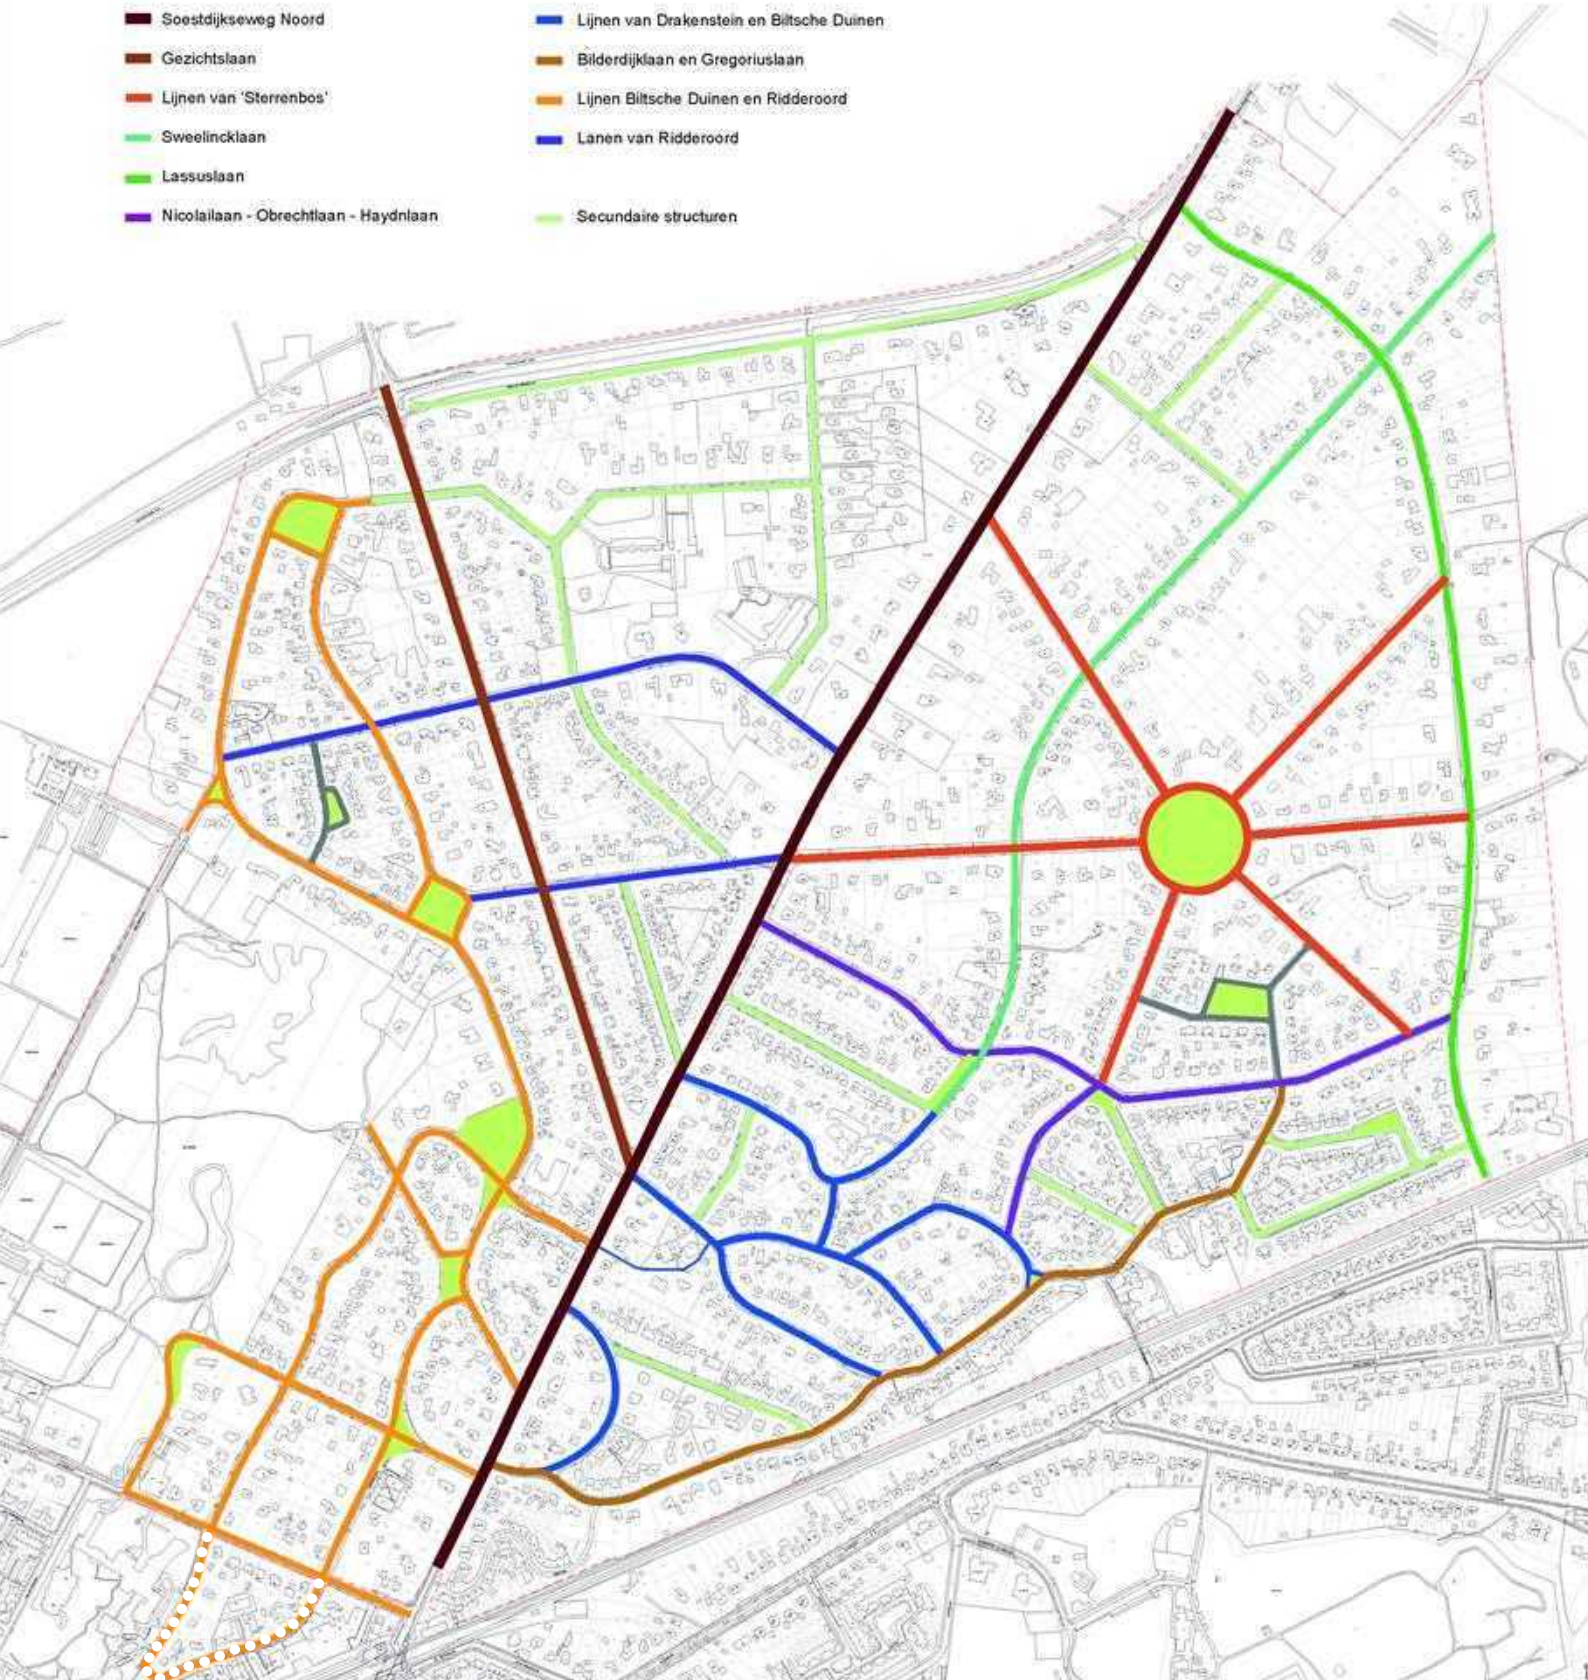 Soestdijkseweg Noord
Gezichtslaan
Lijnen van 'Sterrenbos'
Sweelincklaan
Lassuslaan
Nicolailaan - Obrechtlaan - Haydnlaan
Lijnen van Drakenstein en Biltsche Duinen
Bilderdijklaan en Gregoriuslaan
Lijnen Biltsche Duinen en Ridderoord
Lanen van Ridderoord
Secundaire structuren